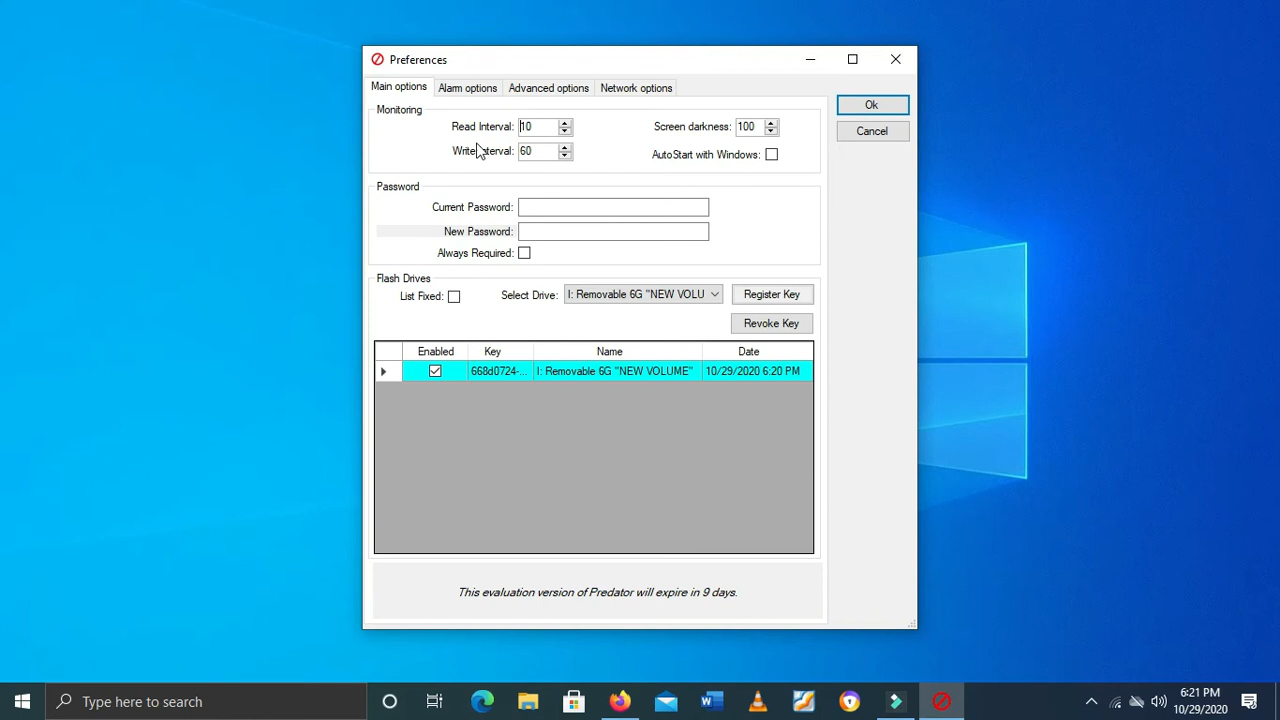 Preferences
Main options Alarm options Advanced options Network options
Monitoring
Read Interval: 10 Screen darkness: 100 Ok
Write Interval: 60 AutoStart with Windows: Cancel
Password
Current Password:
New Password:
Always Required:
Flash Drives
List Fixed: Select Drive: I: Removable 6G "NEW VOLU Register Key
Revoke Key
Enabled Key Name Date
668d0724-... I: Removable 6G "NEW VOLUME" 10/29/2020 6:20 PM
This evaluation version of Predator will expire in 9 days.
Type here to search
6:21 PM
10/29/2020